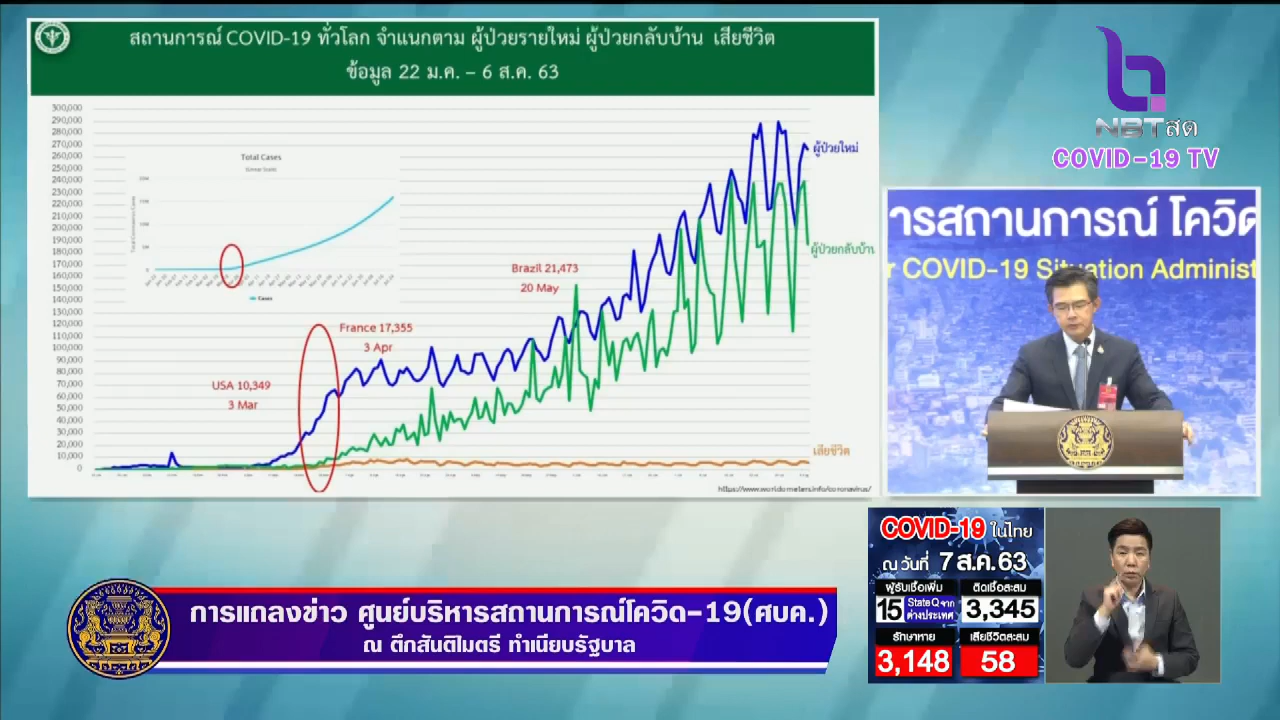 สถานการณ์ COVID-19 ทั่วโลก จำแนกตาม ผู้ป่วยรายใหม่ ผู้ป่วยกลับบ้าน เสียชีวิต
ข้อมูล 22 ม.ค. – 6 ส.ค. 63
300,000
290,000
280,000
270,000
260,000
250,000
240,000
230,000
220,000
210,000
200,000
190,000
180,000
170,000
160,000
150,000
140,000
130,000
120,000
110,000
100,000
90,000
80,000
70,000
60,000
50,000
40,000
30,000
20,000
10,000
0
Total Cases
(Linear Scale)
Total Coronavirus Cases
Cases
USA 10,349
3 Mar
France 17,355
3 Apr
Brazil 21,473
20 May
ผู้ป่วยใหม่
ผู้ป่วยกลับบ้าน
เสียชีวิต
https://www.worldometers.info/coronavirus/
NBTสด
COVID-19 TV
ารสถานการณ์ โควิด
r COVID-19 Situation Administ
COVID-19 ในไทย
ณ วันที่ 7 ส.ค. 63
ผู้รับเชื้อเพิ่ม
ติดเชื้อสะสม
15 State Q จาก
ต่างประเทศ
3,345
รักษาหาย
เสียชีวิตสะสม
3,148
58
การแถลงข่าว ศูนย์บริหารสถานการณ์โควิด-19(ศบค.)
ณ ตึกสันติไมตรี ทำเนียบรัฐบาล